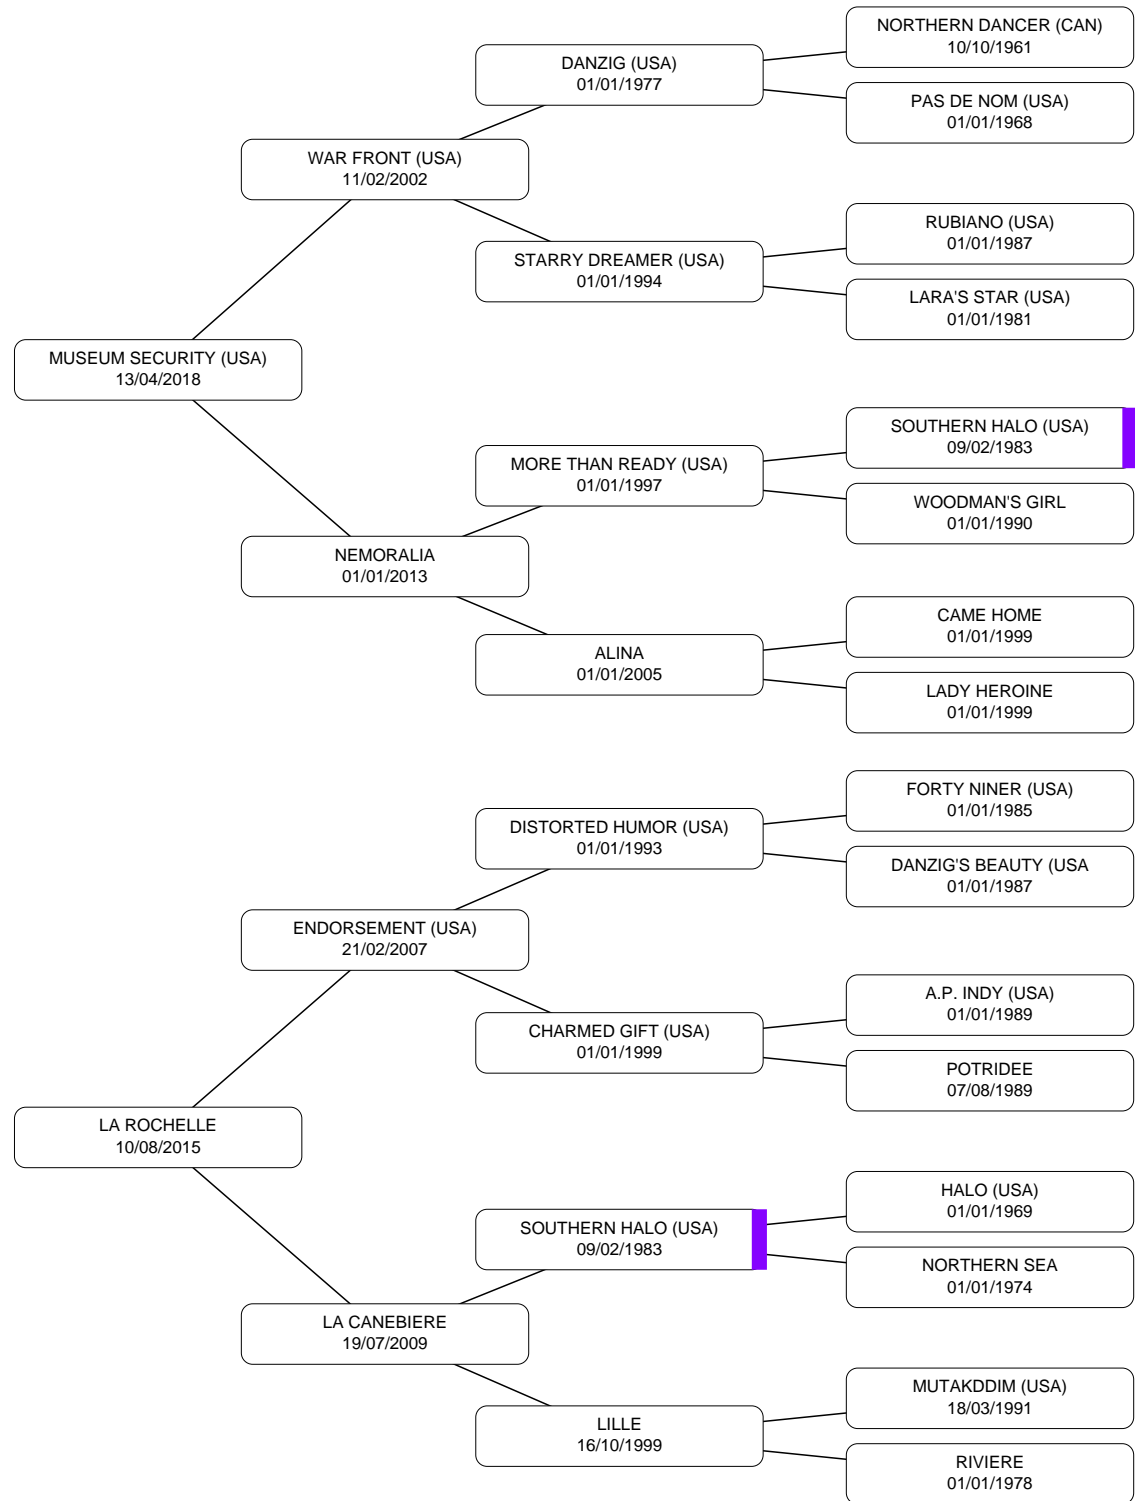 NORTHERN DANCER (CAN)
10/10/1961
DANZIG (USA)
01/01/1977
PAS DE NOM (USA)
01/01/1968
WAR FRONT (USA)
11/02/2002
RUBIANO (USA)
01/01/1987
STARRY DREAMER (USA)
01/01/1994
LARA'S STAR (USA)
01/01/1981
MUSEUM SECURITY (USA)
13/04/2018
SOUTHERN HALO (USA)
09/02/1983
MORE THAN READY (USA)
01/01/1997
WOODMAN'S GIRL
01/01/1990
NEMORALIA
01/01/2013
CAME HOME
01/01/1999
ALINA
01/01/2005
LADY HEROINE
01/01/1999
FORTY NINER (USA)
01/01/1985
DISTORTED HUMOR (USA)
01/01/1993
DANZIG'S BEAUTY (USA
01/01/1987
ENDORSEMENT (USA)
21/02/2007
A.P. INDY (USA)
01/01/1989
CHARMED GIFT (USA)
01/01/1999
POTRIDEE
07/08/1989
LA ROCHELLE
10/08/2015
HALO (USA)
01/01/1969
SOUTHERN HALO (USA)
09/02/1983
NORTHERN SEA
01/01/1974
LA CANEBIERE
19/07/2009
MUTAKDDIM (USA)
18/03/1991
LILLE
16/10/1999
RIVIERE
01/01/1978